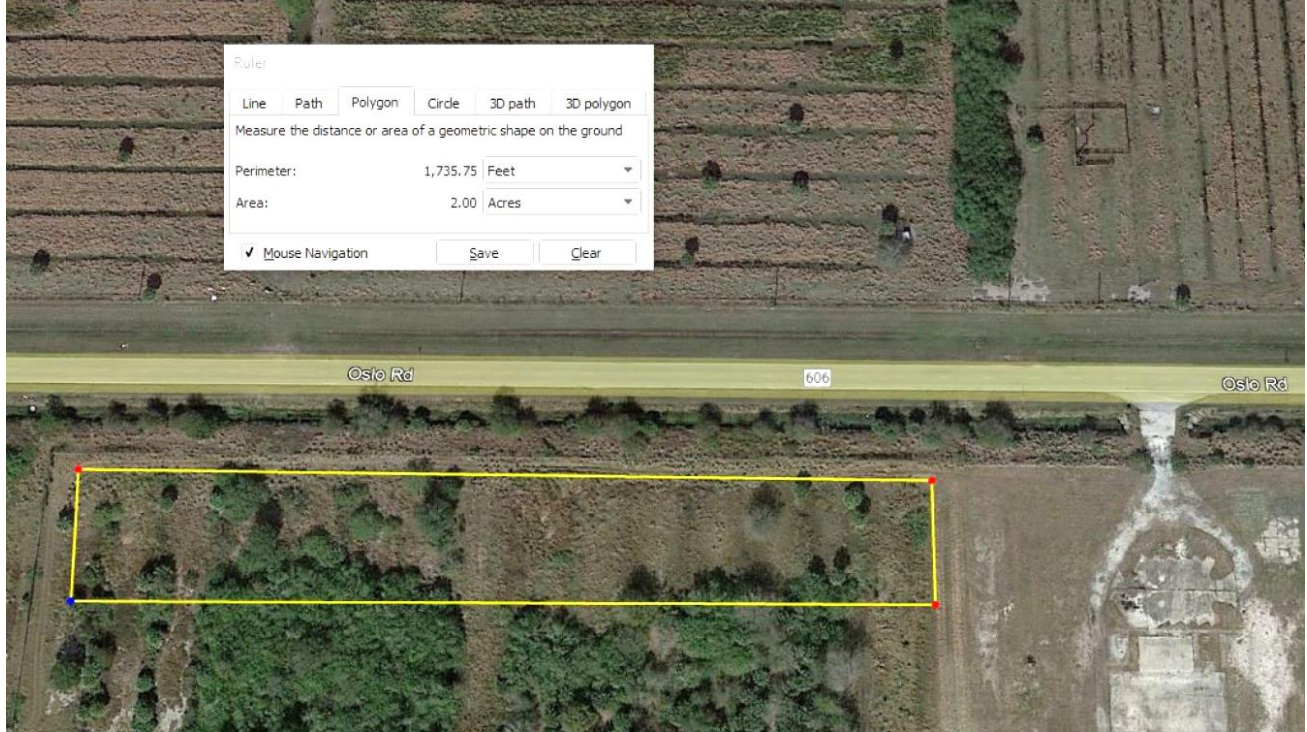 Ruler
Line Path Polygon Circle 3D path 3D polygon
Measure the distance or area of a geometric shape on the ground
Perimeter: 1,735.75 Feet
Area: 2.00 Acres
Mouse Navigation Save Clear
Oslo Rd 606 Oslo Rd